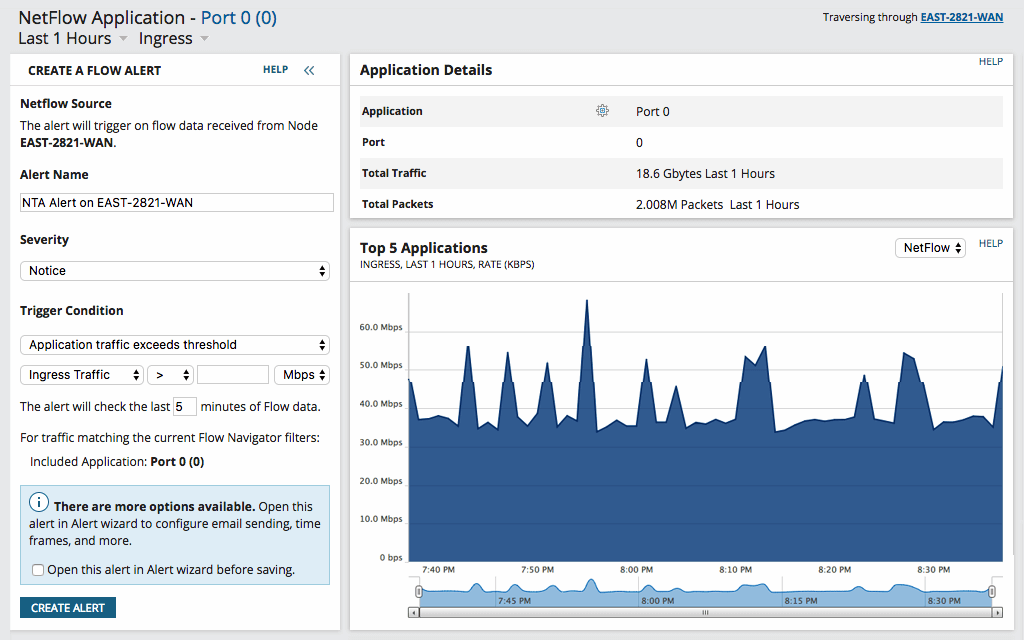 NetFlow Application - Port 0 (0)
Traversing through EAST-2821-WAN
Last 1 Hours Ingress
CREATE A FLOW ALERT HELP
Netflow Source
The alert will trigger on flow data received from Node
EAST-2821-WAN.
Alert Name
NTA Alert on EAST-2821-WAN
Severity
Notice
Trigger Condition
Application traffic exceeds threshold
Ingress Traffic > Mbps
The alert will check the last 5 minutes of Flow data.
For traffic matching the current Flow Navigator filters:
Included Application: Port 0 (0)
There are more options available. Open this
alert in Alert wizard to configure email sending, time
frames, and more.
Open this alert in Alert wizard before saving.
CREATE ALERT
Application Details HELP
Application Port 0
Port 0
Total Traffic 18.6 Gbytes Last 1 Hours
Total Packets 2.008M Packets Last 1 Hours
Top 5 Applications NetFlow HELP
INGRESS, LAST 1 HOURS, RATE (KBPS)
60.0 Mbps
50.0 Mbps
40.0 Mbps
30.0 Mbps
20.0 Mbps
10.0 Mbps
0 bps
7:40 PM 7:50 PM 8:00 PM 8:10 PM 8:20 PM 8:30 PM
7:45 PM 8:00 PM 8:15 PM 8:30 PM